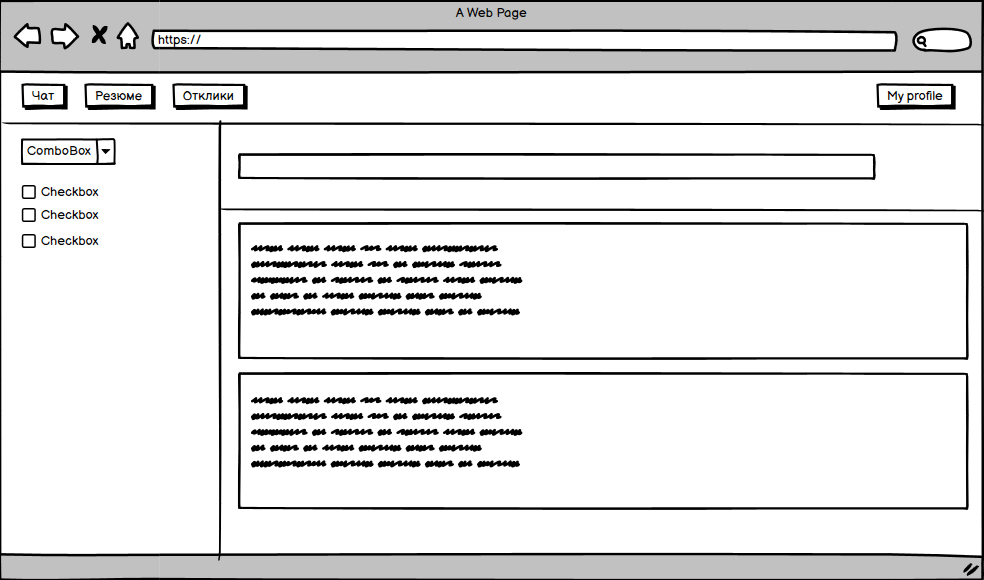 A Web Page
https://
Чат
Резюме
Отклики
My profile
ComboBox
Checkbox
Checkbox
Checkbox